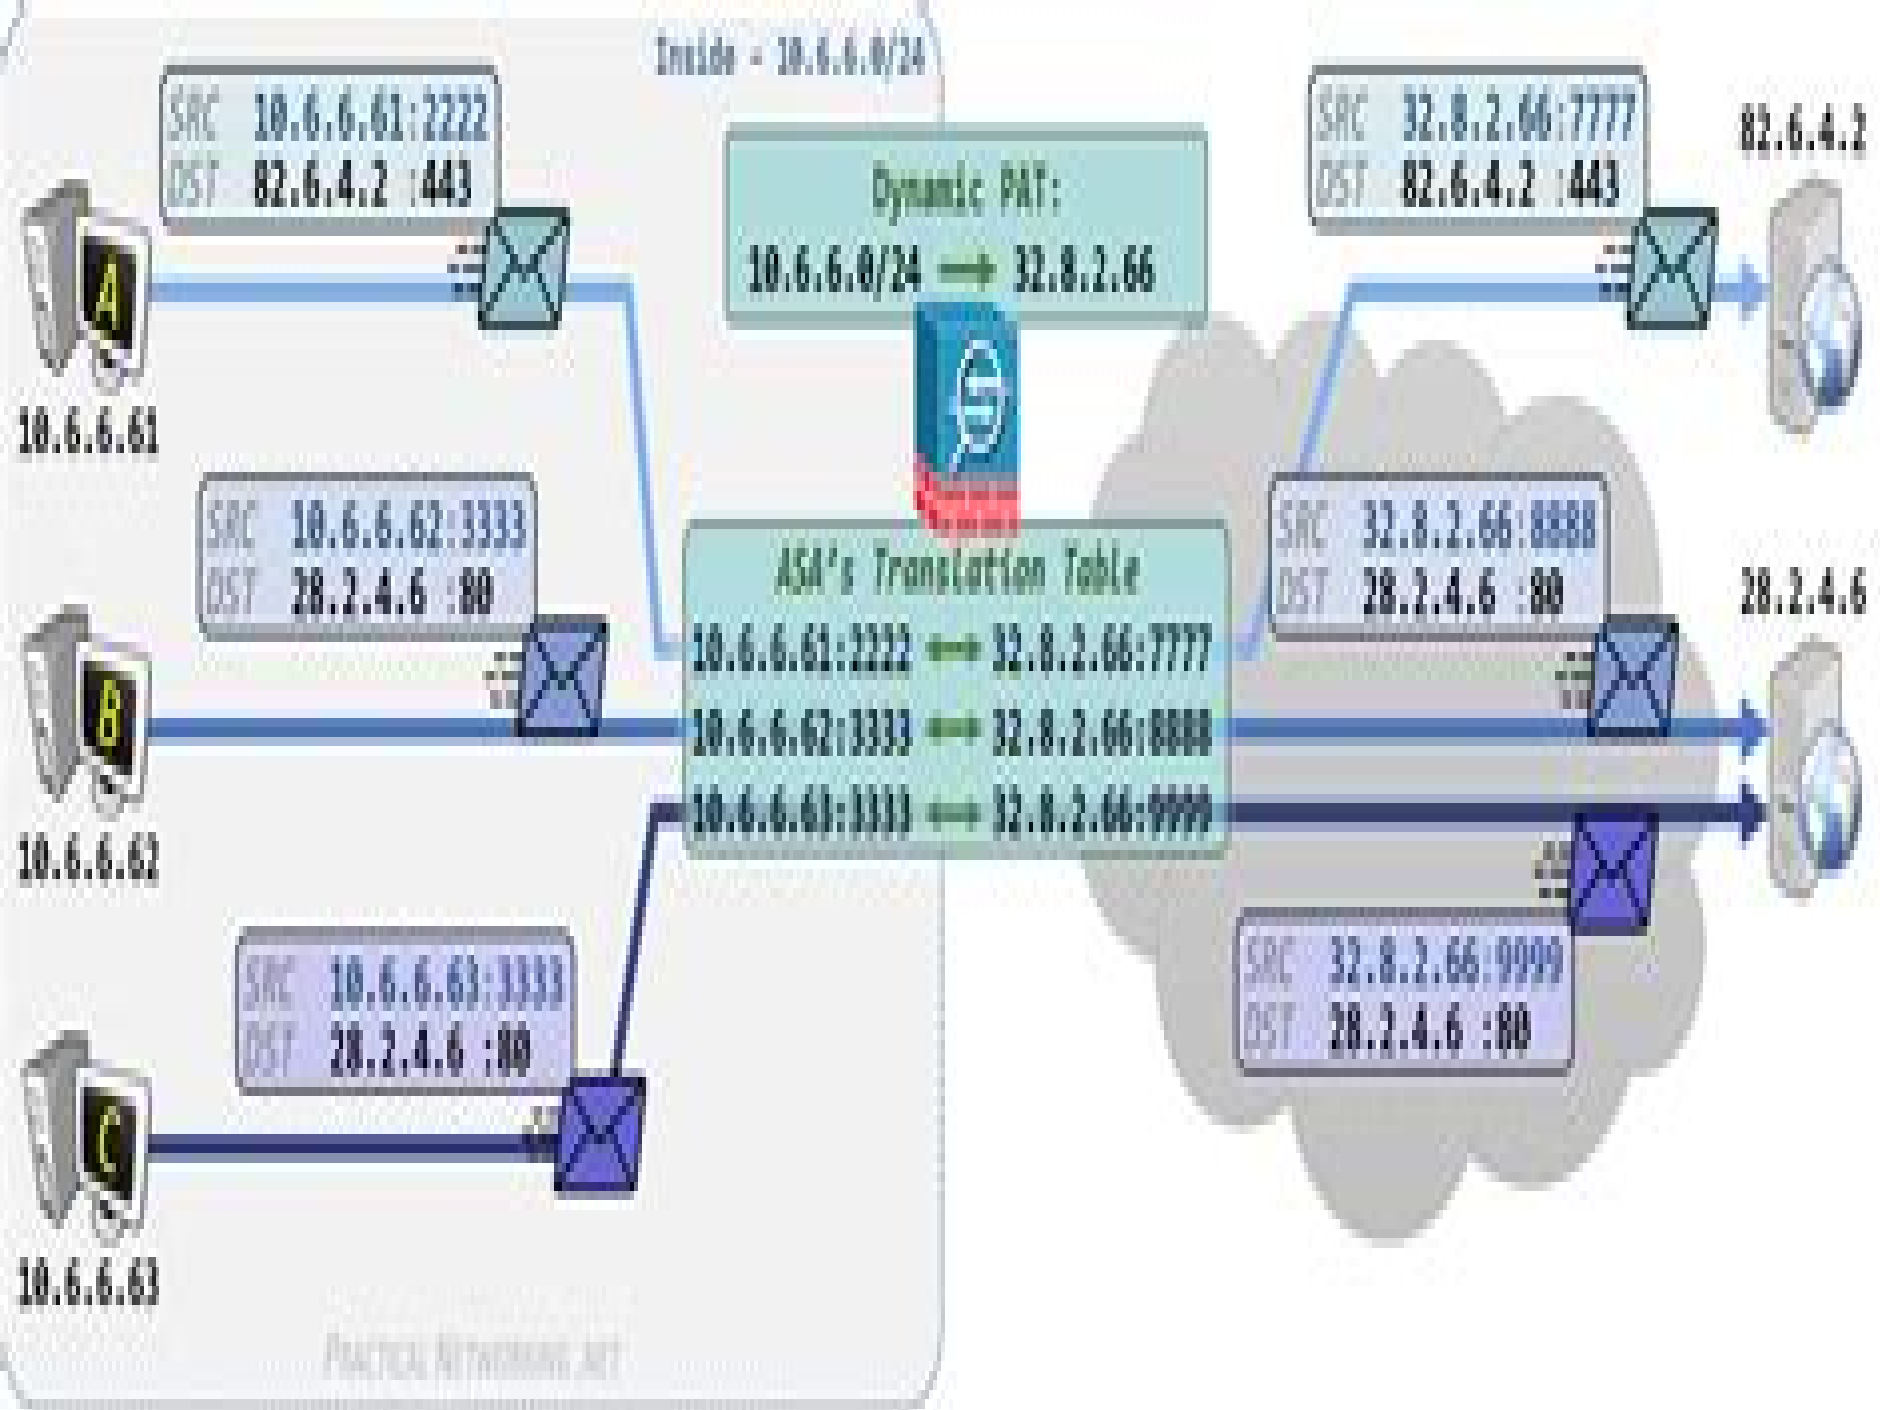 Inside - 10.6.6.0/24
SRC 10.6.6.61:2222
DST 82.6.4.2 :443
A
10.6.6.61
Dynamic PAT:
10.6.6.0/24 ➞ 32.8.2.66
SRC 32.8.2.66:7777
DST 82.6.4.2 :443
82.6.4.2
SRC 10.6.6.62:3333
DST 28.2.4.6 :80
B
10.6.6.62
ASA's Translation Table
10.6.6.61:2222 ⟷ 32.8.2.66:7777
10.6.6.62:3333 ⟷ 32.8.2.66:8888
10.6.6.63:3333 ⟷ 32.8.2.66:9999
SRC 32.8.2.66:8888
DST 28.2.4.6 :80
28.2.4.6
SRC 10.6.6.63:3333
DST 28.2.4.6 :80
C
10.6.6.63
SRC 32.8.2.66:9999
DST 28.2.4.6 :80
PRACTICAL NETWORKING .NET